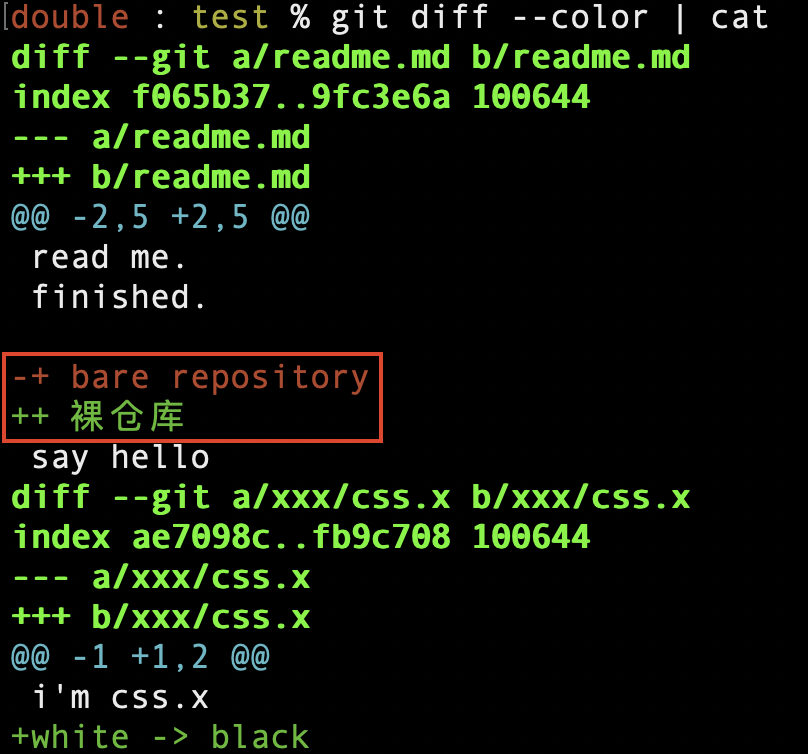 double : test % git diff --color | cat
diff --git a/readme.md b/readme.md
index f065b37..9fc3e6a 100644
--- a/readme.md
+++ b/readme.md
@@ -2,5 +2,5 @@
 read me.
 finished.

-+ bare repository
++ 裸仓库
 say hello
diff --git a/xxx/css.x b/xxx/css.x
index ae7098c..fb9c708 100644
--- a/xxx/css.x
+++ b/xxx/css.x
@@ -1 +1,2 @@
 i'm css.x
+white -> black